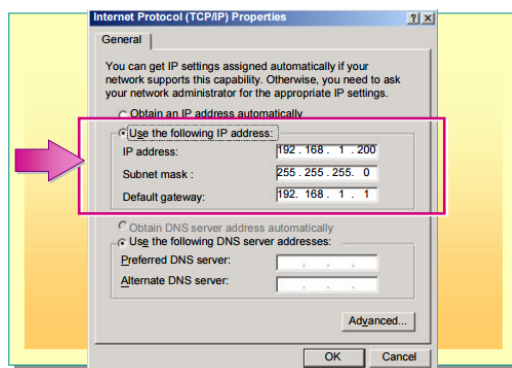 Internet Protocol (TCP/IP) Properties
General
You can get IP settings assigned automatically if your
network supports this capability. Otherwise, you need to ask
your network administrator for the appropriate IP settings.
Obtain an IP address automatically
Use the following IP address:
IP address: 192 . 168 . 1 . 200
Subnet mask : 255 . 255 . 255. 0
Default gateway: 192. 168 . 1 . 1
Obtain DNS server address automatically
Use the following DNS server addresses:
Preferred DNS server: . . .
Alternate DNS server: . . .
Advanced...
OK Cancel